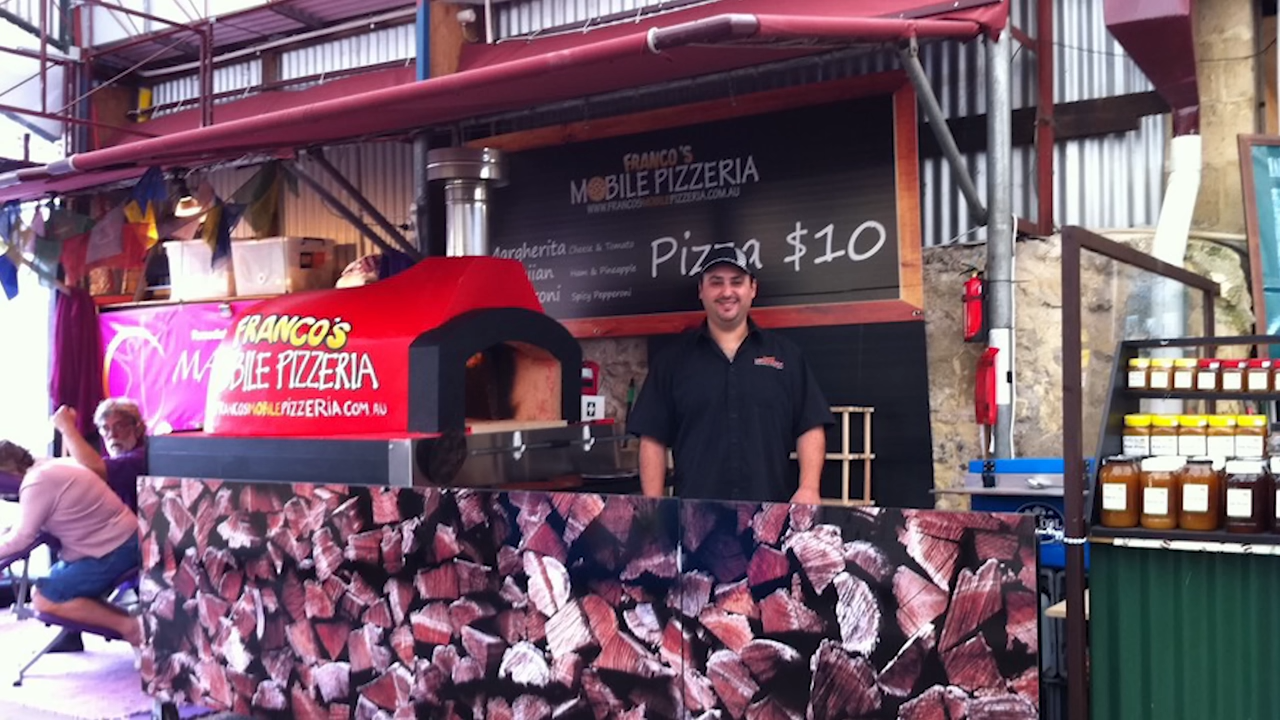 FRANCO'S
MOBILE PIZZERIA
WWW.FRANCOSMOBILEPIZZERIA.COM.AU
Margherita Cheese & Tomato
Ham & Pineapple
Spicy Pepperoni
Pizza $10
FRANCO'S
MOBILE PIZZERIA
FRANCOSMOBILEPIZZERIA.COM.AU